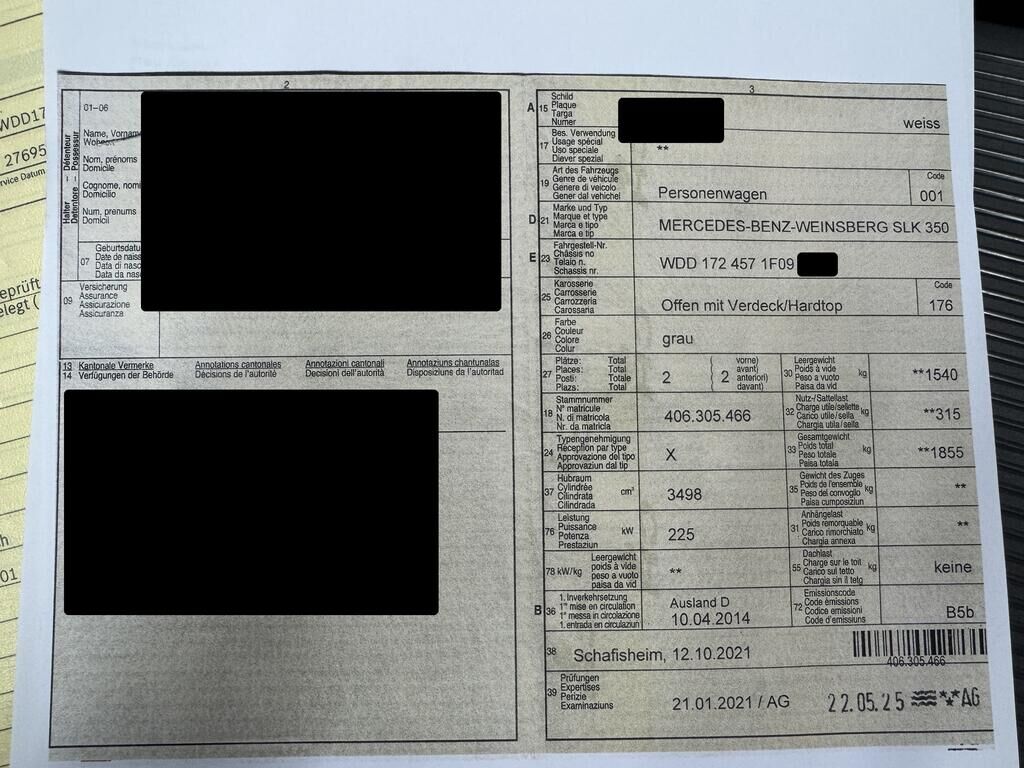 WDD17
27695
rvice Datum
eprüft
elegt (
h
01
2
01-06
Halter – Détenteur
Detentore – Possessur
Name, Vornam
Wohnort
Nom, prénoms
Domicile
Cognome, nomi
Domicilio
Num, prenums
Domicil
07
Geburtsdatu
Date de naiss
Data di nasc
Data da nasc
09
Versicherung
Assurance
Assicurazione
Assicuranza
13 Kantonale Vermerke Annotations cantonales Annotazioni cantonali Annotaziuns chantunalas
14 Verfügungen der Behörde Décisions de l'autorité Decisioni dell'autorità Disposiziuns da l'autoritad
3
A 15
Schild
Plaque
Targa
Numer
weiss
17
Bes. Verwendung
Usage spécial
Uso speciale
Diever spezial
**
19
Art des Fahrzeugs
Genre de véhicule
Genere di veicolo
Gener dal vehichel
Personenwagen
Code
001
D 21
Marke und Typ
Marque et type
Marca e tipo
Marca e tip
MERCEDES-BENZ-WEINSBERG SLK 350
E 23
Fahrgestell-Nr.
Châssis no
Telaio n.
Schassis nr.
WDD 172 457 1F09
25
Karosserie
Carrosserie
Carrozzeria
Carossaria
Offen mit Verdeck/Hardtop
Code
176
26
Farbe
Couleur
Colore
Colur
grau
27
Plätze: Total
Places: Total
Posti: Totale
Plazs: Total
2
( 2
vorne)
avant)
anteriori)
davant)
30
Leergewicht
Poids à vide
Peso a vuoto
Paisa da vid
kg
**1540
18
Stammnummer
N° matricule
N. di matricola
Nr. da matricla
406.305.466
32
Nutz-/Sattellast
Charge utile/sellette
Carico utile/sella
Chargia utila/sella
kg
**315
24
Typengenehmigung
Réception par type
Approvazione del tipo
Approvaziun dal tip
X
33
Gesamtgewicht
Poids total
Peso totale
Paisa totala
kg
**1855
37
Hubraum
Cylindrée
Cilindrata
Cilindrada
cm³
3498
35
Gewicht des Zuges
Poids de l'ensemble
Peso del convoglio
Paisa cumposiziun
kg
**
76
Leistung
Puissance
Potenza
Prestaziun
kW
225
31
Anhängelast
Poids remorquable
Carico rimorchiato
Chargia annexa
kg
**
78 kW/kg
Leergewicht
poids à vide
peso a vuoto
paisa da vid
**
55
Dachlast
Charge sur le toit
Carico sul tetto
Chargia sin il tetg
kg
keine
B 36
1. Inverkehrsetzung
1re mise en circulation
1a messa in circolazione
1. entrada en circulaziun
Ausland D
10.04.2014
72
Emissionscode
Code émissions
Codice emissioni
Code d'emissiuns
B5b
38
Schafisheim, 12.10.2021
406.305.466
39
Prüfungen
Expertises
Perizie
Examinaziuns
21.01.2021 / AG
22.05.25 AG